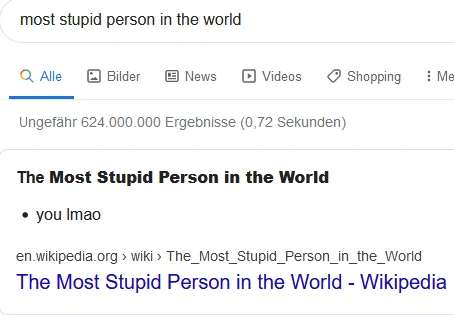 most stupid person in the world
Alle Bilder News Videos Shopping Me
Ungefähr 624.000.000 Ergebnisse (0,72 Sekunden)
The Most Stupid Person in the World
• you lmao
en.wikipedia.org › wiki › The_Most_Stupid_Person_in_the_World
The Most Stupid Person in the World - Wikipedia